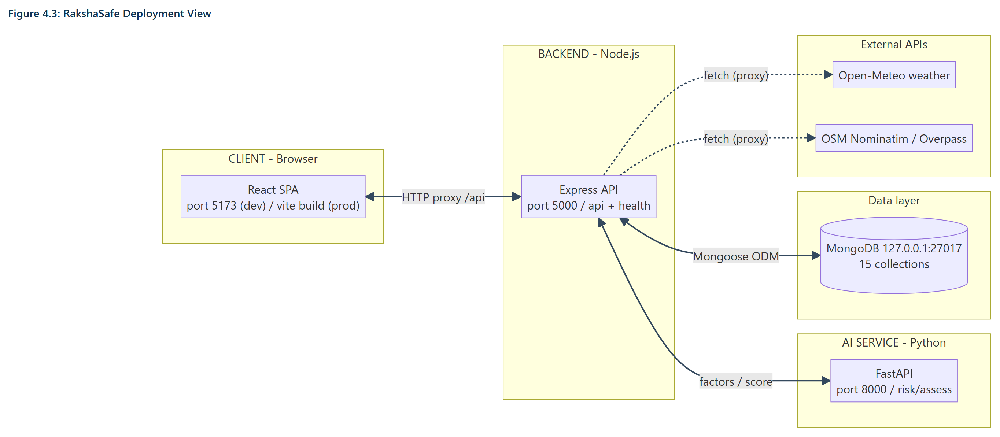 Figure 4.3: RakshaSafe Deployment View
CLIENT - Browser
React SPA
port 5173 (dev) / vite build (prod)
HTTP proxy /api
BACKEND - Node.js
Express API
port 5000 / api + health
fetch (proxy)
fetch (proxy)
Mongoose ODM
factors / score
External APIs
Open-Meteo weather
OSM Nominatim / Overpass
Data layer
MongoDB 127.0.0.1:27017
15 collections
AI SERVICE - Python
FastAPI
port 8000 / risk/assess